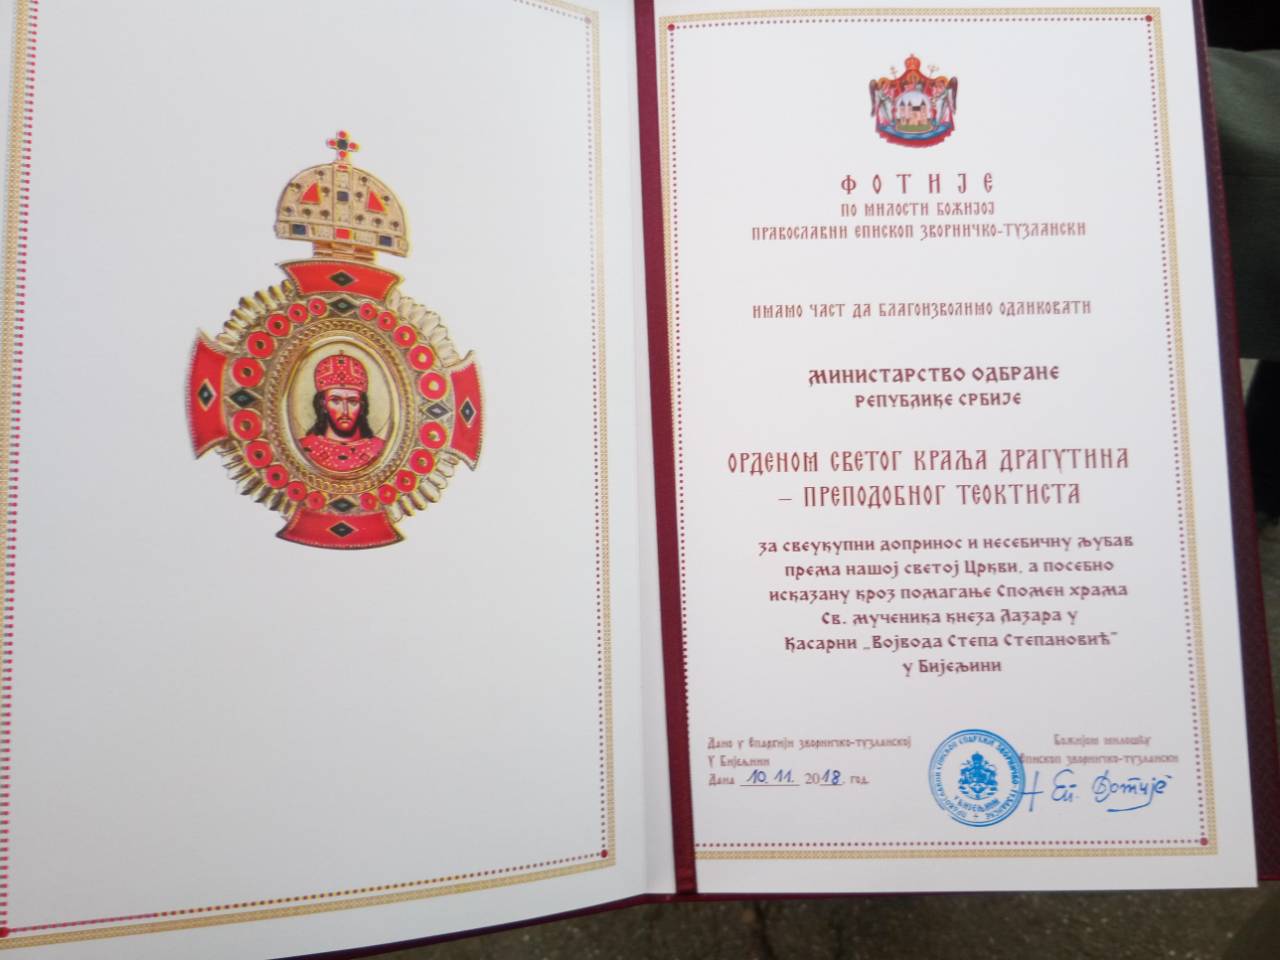 ФОТИЈЕ
ПО МИЛОСТИ БОЖИЈОЈ
ПРАВОСЛАВНИ ЕПИСКОП ЗВОРНИЧКО-ТУЗЛАНСКИ
ИМАМО ЧАСТ ДА БЛАГОИЗВОЛИМО ОДЛИКОВАТИ
МИНИСТАРСТВО ОДБРАНЕ
РЕПУБЛИКЕ СРБИЈЕ
ОРДЕНОМ СВЕТОГ КРАЉА ДРАГУТИНА
– ПРЕПОДОБНОГ ТЕОКТИСТА
за свеукупни допринос и несебичну љубав
према нашој светој Цркви, а посебно
исказану кроз помагање Спомен храма
Св. мученика кнеза Лазара у
Касарни „Војвода Степа Степановић"
у Бијељини
Дано у Епархији зворничко-тузланској
У Бијељини
Дана 10.11. 2018. год.
Божијом милошћу
Епископ зворничко-тузлански
+ Еп. Фотије